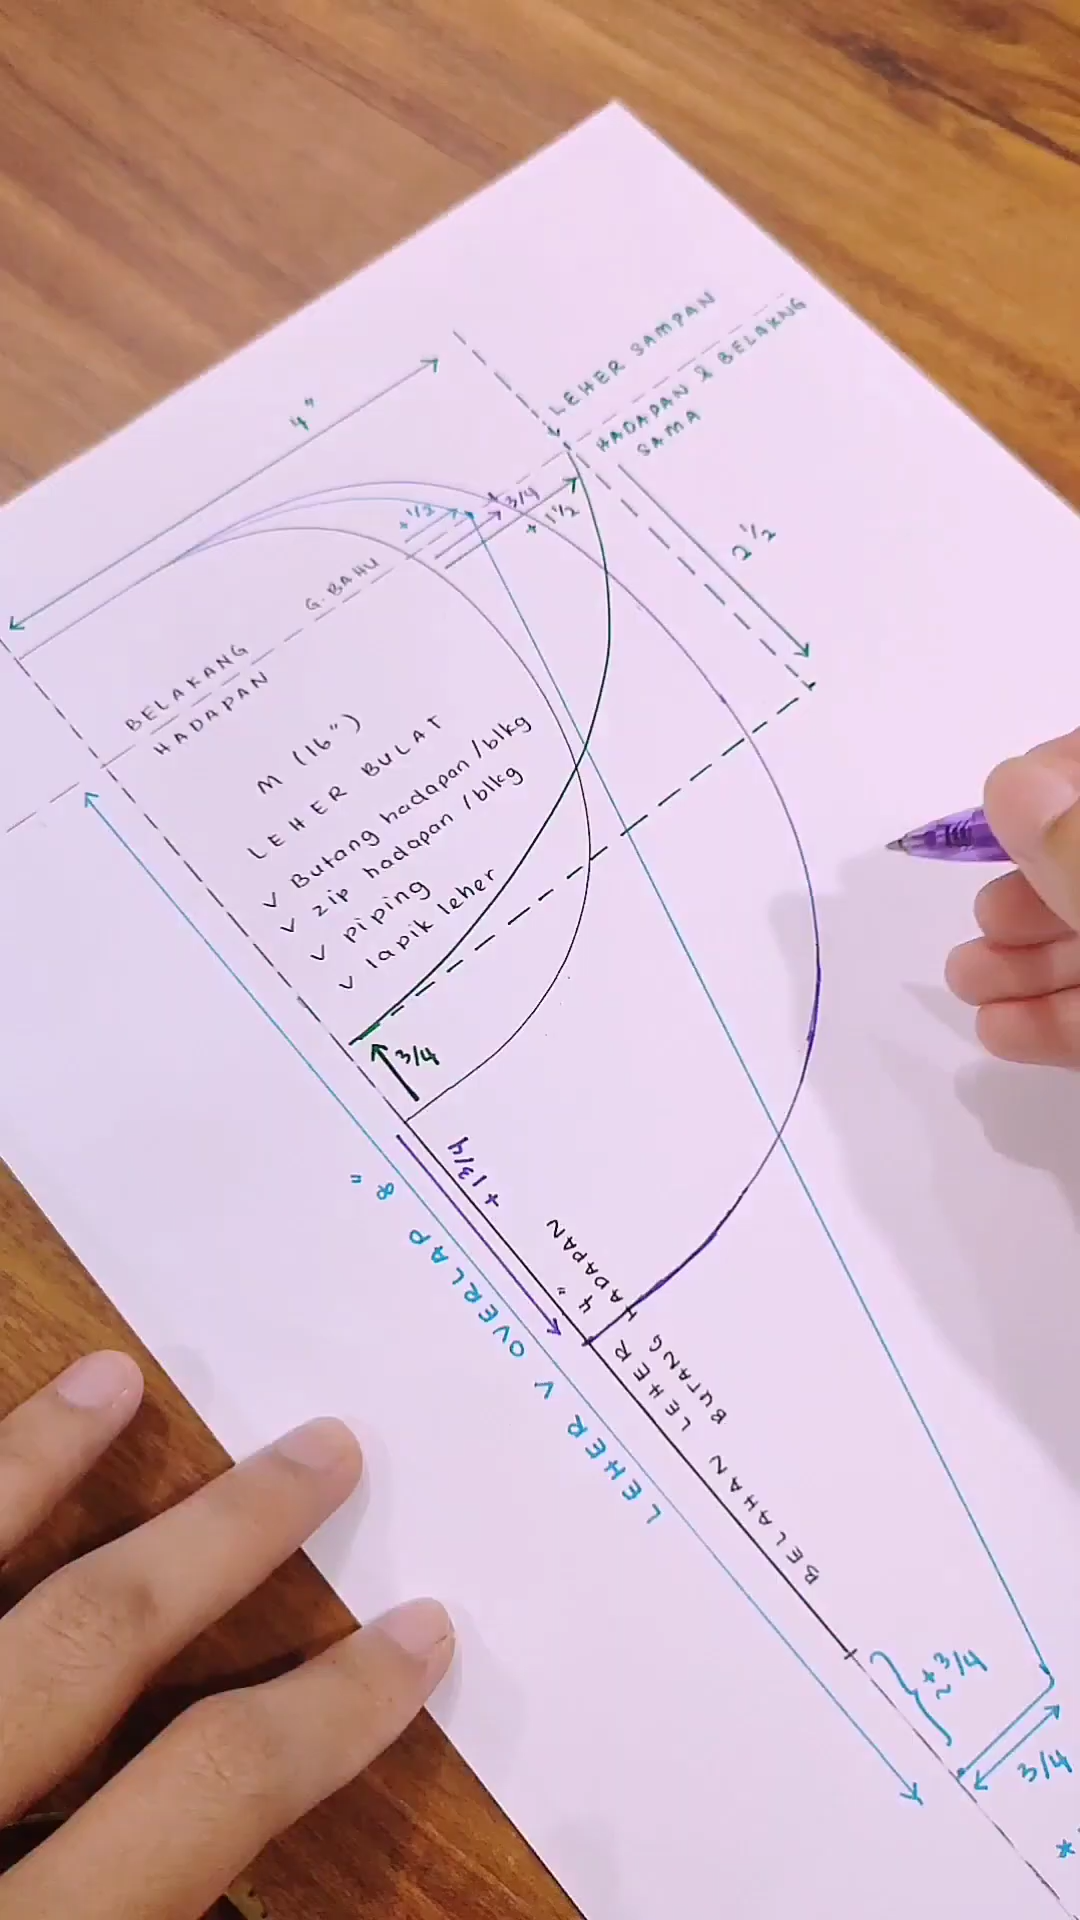 LEHER SAMPAN
HADAPAN & BELAKNG
SAMA
4"
2 1/2
+ 1/2
+ 3/4
+ 1 1/2
G. BAHU
BELAKANG
HADAPAN
M (16")
LEHER BULAT
✓ Butang hadapan/blkg
✓ zip hadapan/blkg
✓ piping
✓ lapik leher
3/4
+ 1 3/4
LEHER V OVERLAP 8"
BELAHAN LEHER 4"
BUTANG HADAPAN
+ 3/4
3/4
*